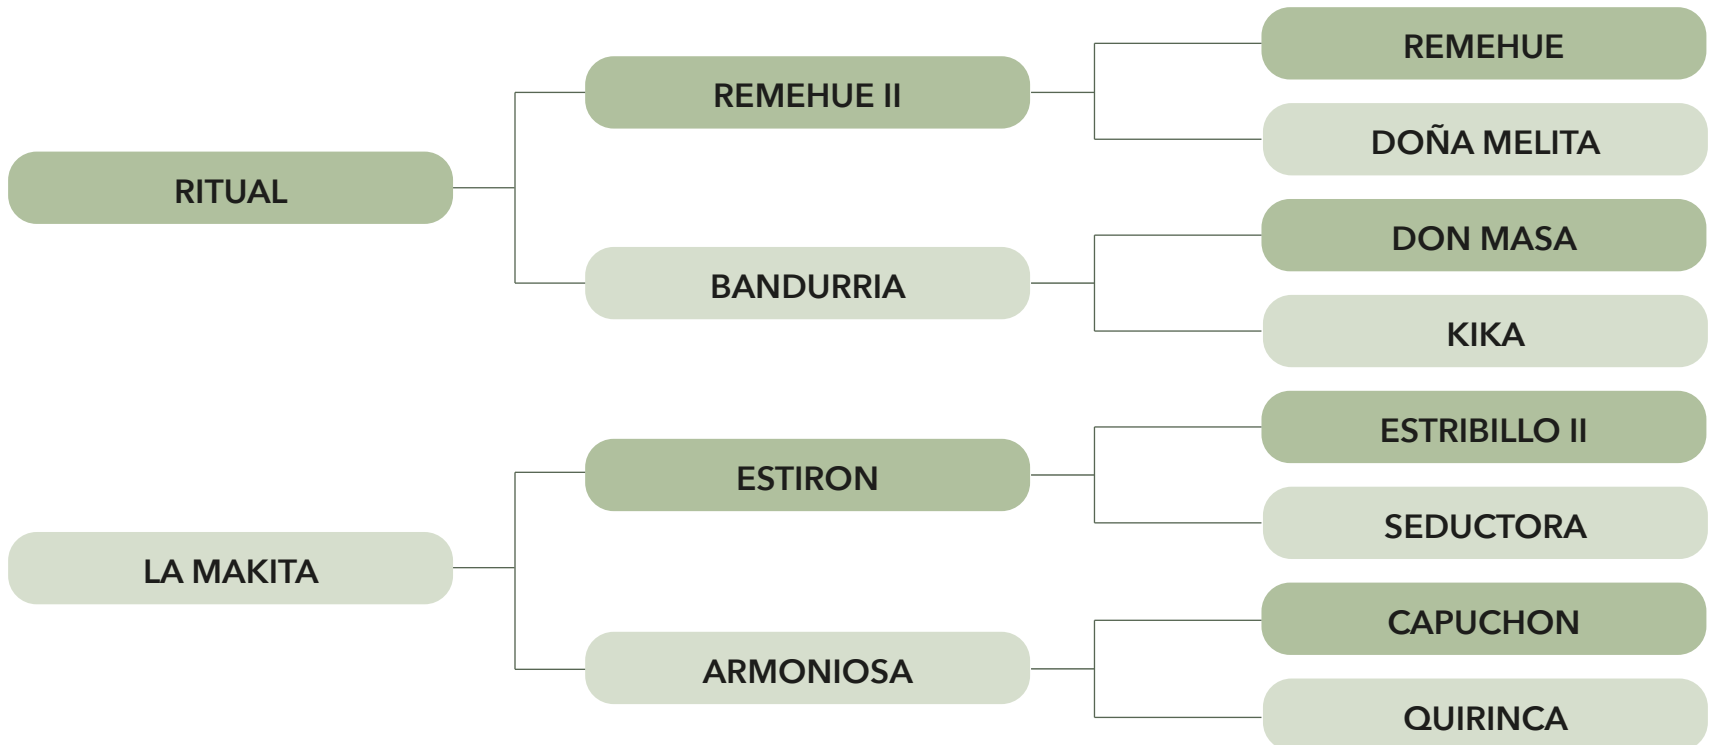 REMEHUE
REMEHUE II
DOÑA MELITA
RITUAL
DON MASA
BANDURRIA
KIKA
ESTRIBILLO II
ESTIRON
SEDUCTORA
LA MAKITA
CAPUCHON
ARMONIOSA
QUIRINCA